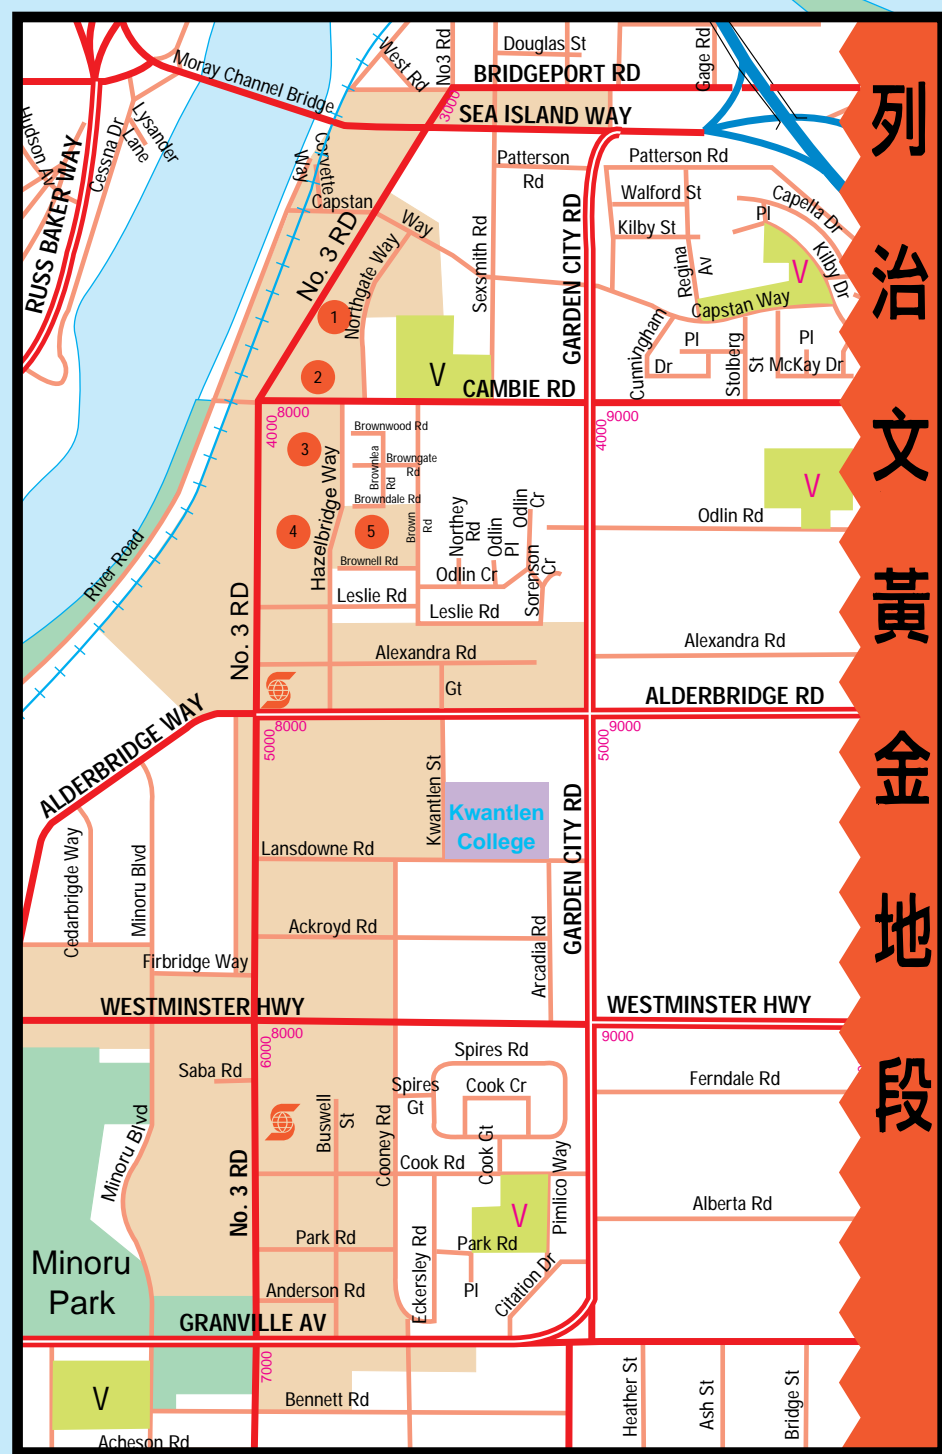 Douglas St
No3 Rd
West Rd
Gage Rd
BRIDGEPORT RD
Moray Channel Bridge
3000
SEA ISLAND WAY
Hudson Av
Cessna Dr
Lysander
Lane
RUSS BAKER WAY
Corvette
Way
Capstan
Way
Patterson
Rd
Patterson Rd
Walford St
Kilby St
Regina
Av
Pl
Capella Dr
Kilby Dr
V
Capstan Way
No. 3 RD
Northgate Way
Sexsmith Rd
GARDEN CITY RD
Cunningham
Dr
Pl
Stolberg
St
Pl
McKay Dr
1
2
V
CAMBIE RD
8000
4000
9000
4000
3
Hazelbridge Way
Brownwood Rd
Brownlea
Rd
Browngate
Rd
Browndale Rd
Brown
Rd
4
5
Brownell Rd
Northey
Rd
Odlin
Pl
Odlin
Cr
Odlin Cr
Sorenson
Cr
V
Odlin Rd
River Road
No. 3 RD
Leslie Rd
Leslie Rd
Alexandra Rd
Alexandra Rd
Gt
ALDERBRIDGE RD
ALDERBRIDGE WAY
8000
5000
9000
5000
Kwantlen St
Kwantlen
College
GARDEN CITY RD
Cedarbrigde Way
Minoru Blvd
Lansdowne Rd
Ackroyd Rd
Arcadia Rd
Firbridge Way
WESTMINSTER HWY
WESTMINSTER HWY
8000
6000
9000
Saba Rd
Spires Rd
Spires
Gt
Cook Cr
Ferndale Rd
Minoru Blvd
Buswell
St
Cooney Rd
Cook Rd
Cook Gt
Pimlico Way
No. 3 RD
V
Alberta Rd
Park Rd
Eckersley Rd
Park Rd
Pl
Citation Dr
Minoru
Park
Anderson Rd
GRANVILLE AV
7000
V
Bennett Rd
Heather St
Ash St
Bridge St
Acheson Rd
列治文黃金地段